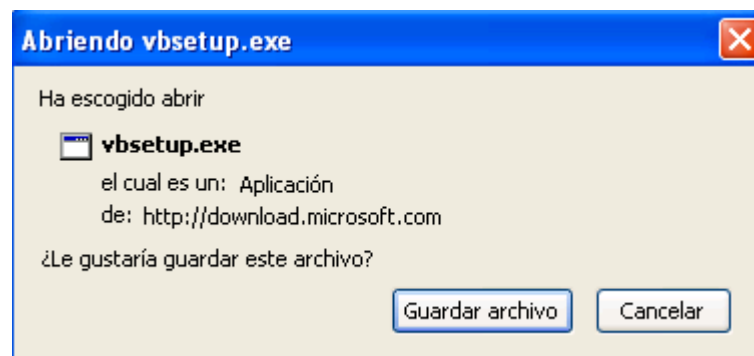 Abriendo vbsetup.exe
Ha escogido abrir
vbsetup.exe
el cual es un: Aplicación
de: http://download.microsoft.com
¿Le gustaría guardar este archivo?
Guardar archivo Cancelar